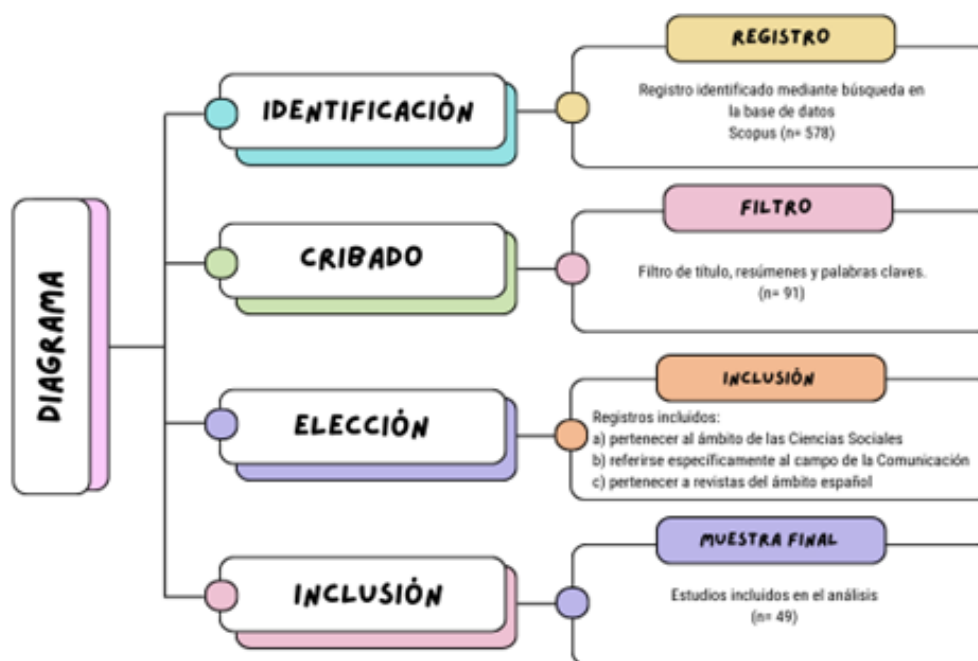 DIAGRAMA
IDENTIFICACIÓN
REGISTRO
Registro identificado mediante búsqueda en
la base de datos
Scopus (n= 578)
CRIBADO
FILTRO
Filtro de título, resúmenes y palabras claves.
(n= 91)
ELECCIÓN
INCLUSIÓN
Registros incluidos:
a) pertenecer al ámbito de las Ciencias Sociales
b) referirse específicamente al campo de la Comunicación
c) pertenecer a revistas del ámbito español
INCLUSIÓN
MUESTRA FINAL
Estudios incluidos en el análisis
(n= 49)